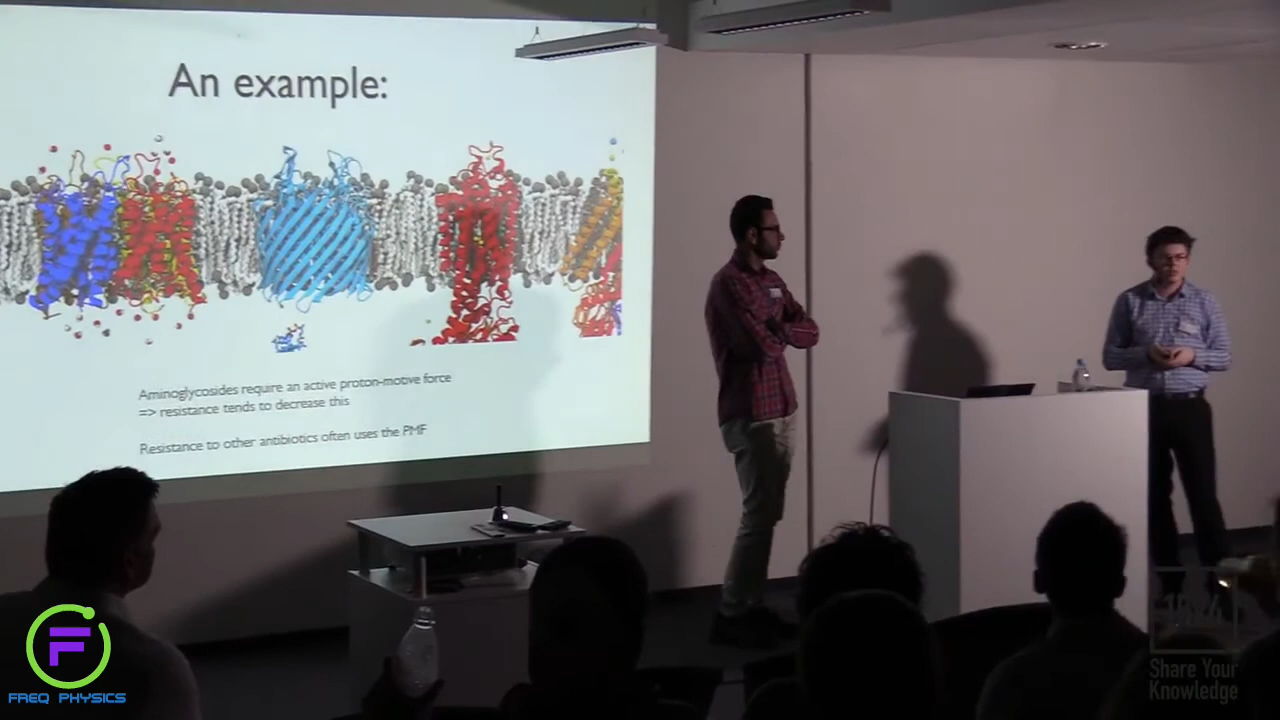 An example:
Aminoglycosides require an active proton-motive force
=> resistance tends to decrease this
Resistance to other antibiotics often uses the PMF
FREQ PHYSICS
Share Your
Knowledge